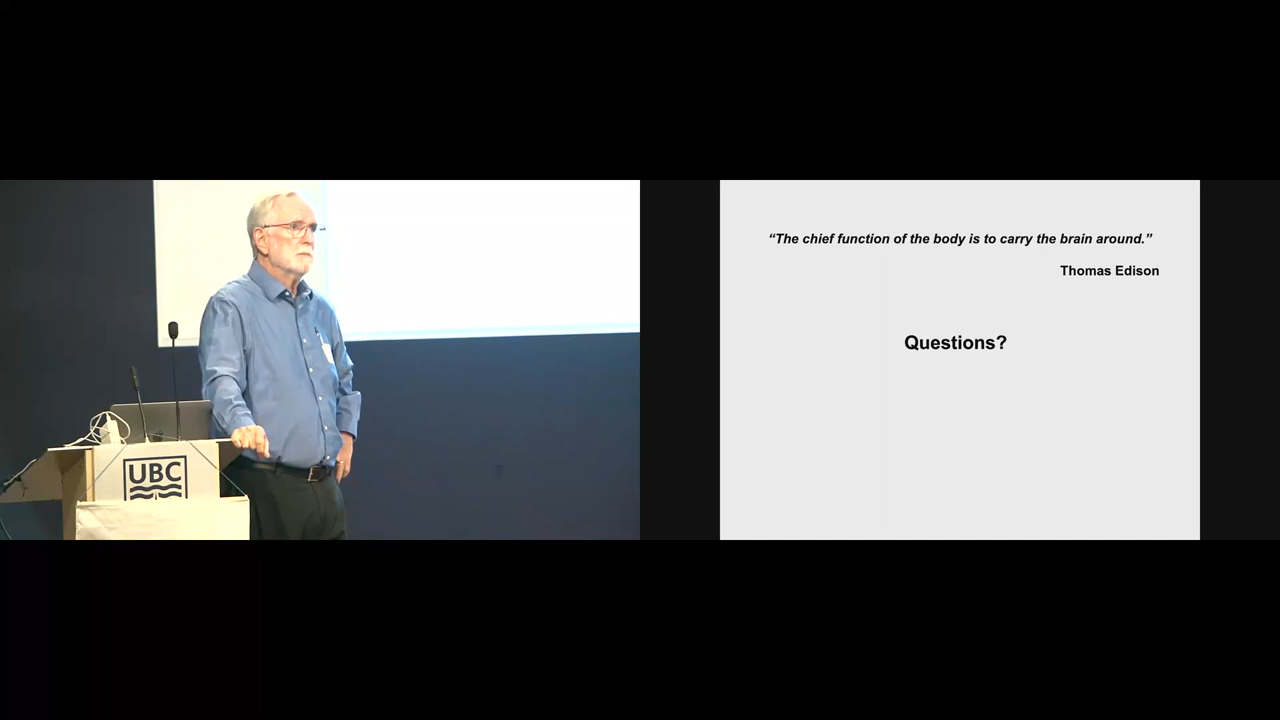 UBC
“The chief function of the body is to carry the brain around.”
Thomas Edison
Questions?